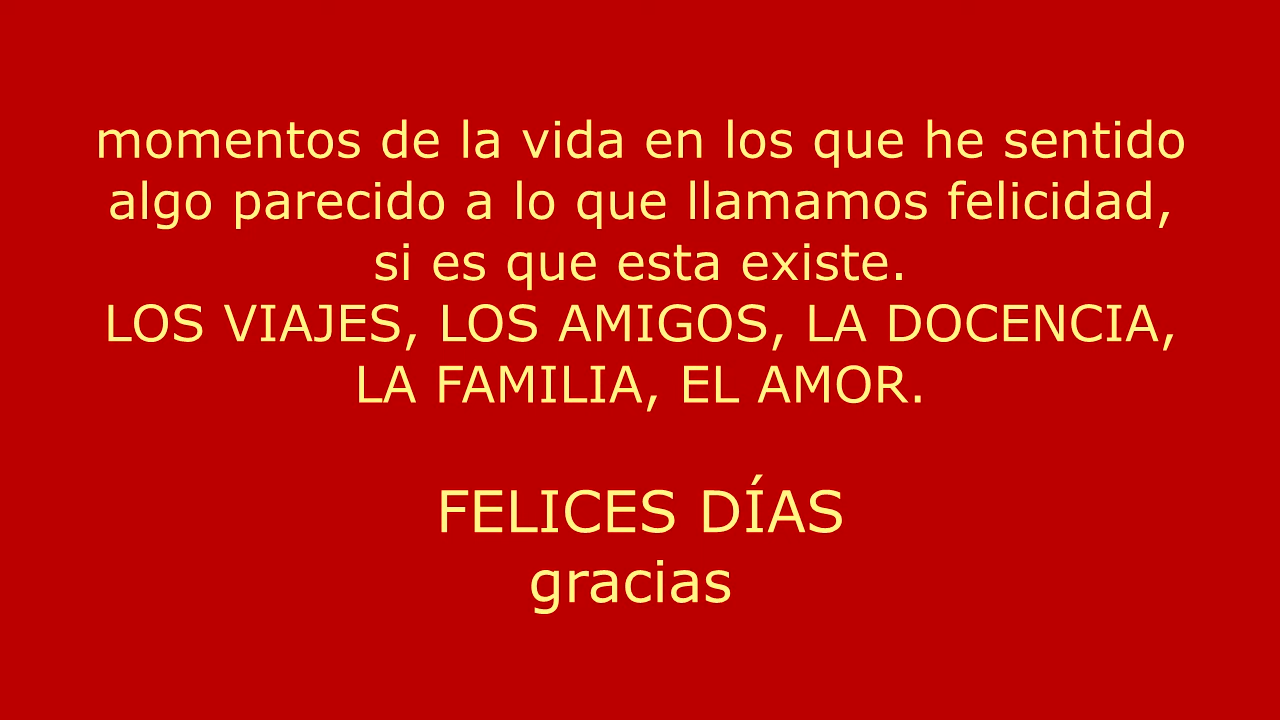 momentos de la vida en los que he sentido
algo parecido a lo que llamamos felicidad,
si es que esta existe.
LOS VIAJES, LOS AMIGOS, LA DOCENCIA,
LA FAMILIA, EL AMOR.
FELICES DÍAS
gracias